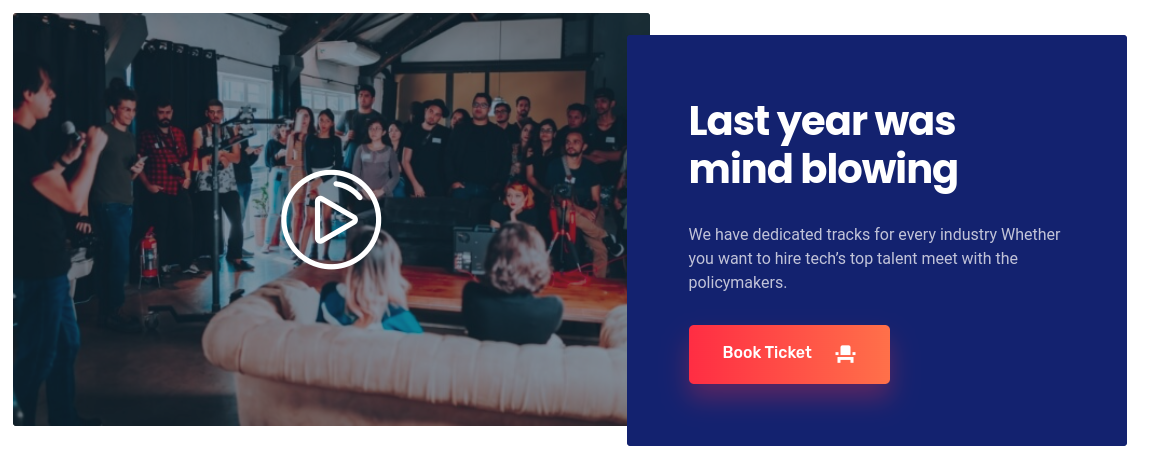 Last year was
mind blowing
We have dedicated tracks for every industry Whether
you want to hire tech’s top talent meet with the
policymakers.
Book Ticket